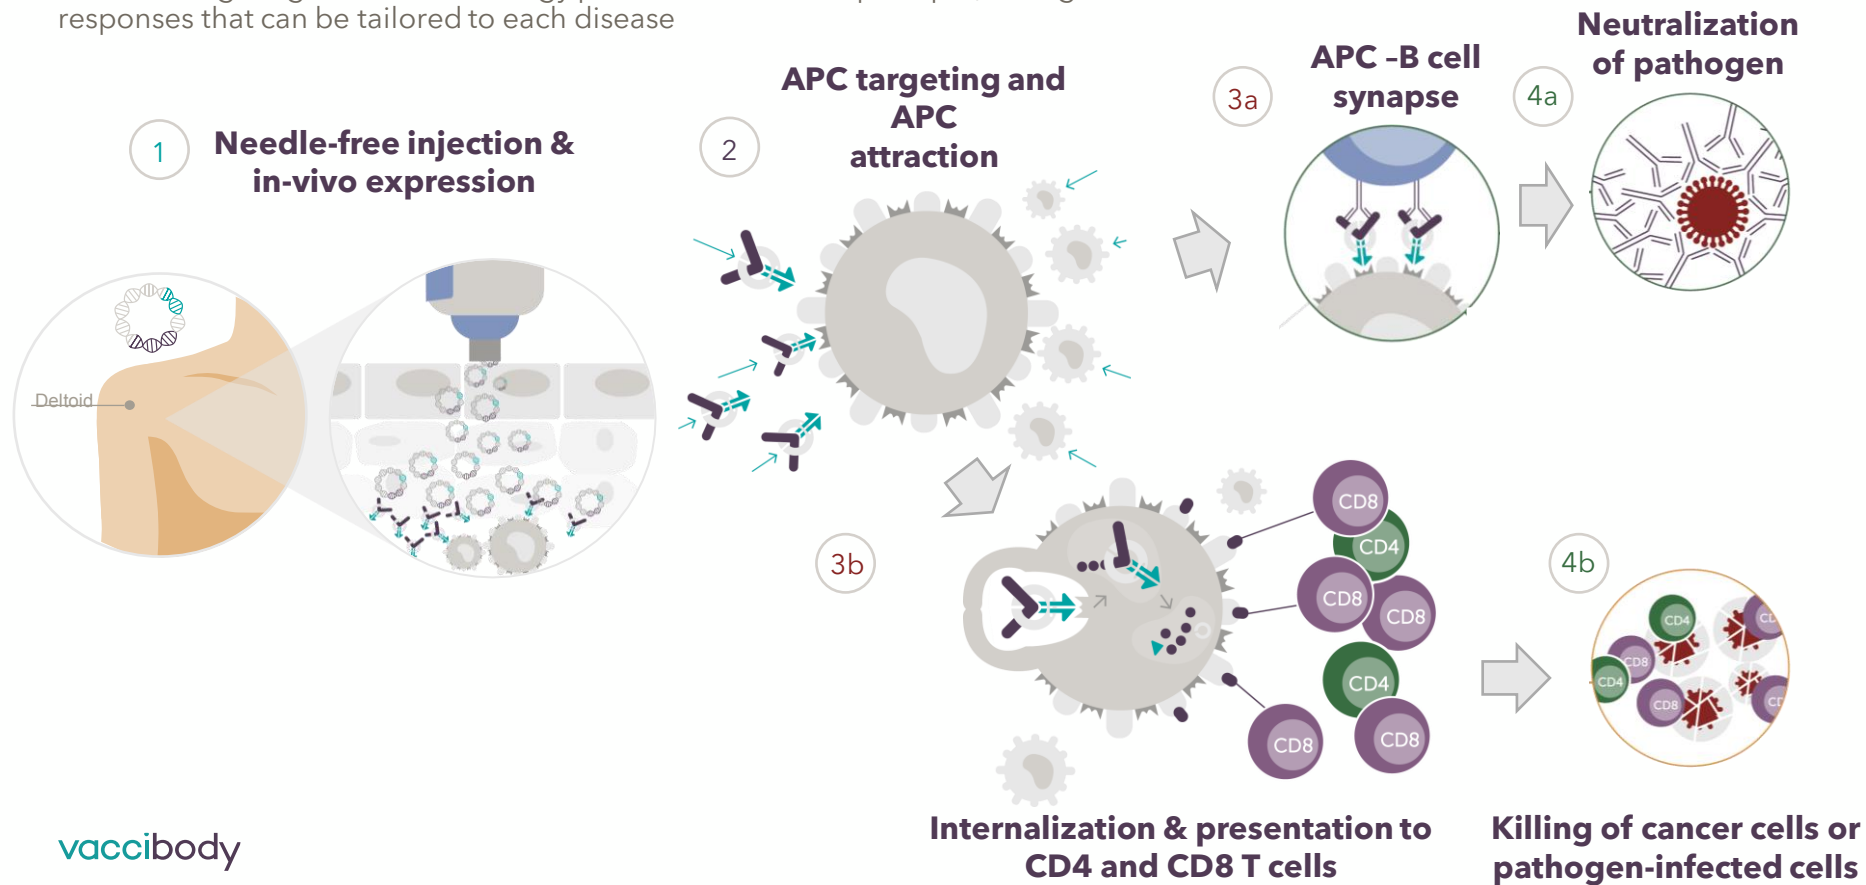 responses that can be tailored to each disease
1
Needle-free injection &
in-vivo expression
Deltoid
2
APC targeting and
APC
attraction
3a
APC –B cell
synapse
4a
Neutralization
of pathogen
3b
CD8
CD4
CD8
CD8
CD4
CD8
CD8
Internalization & presentation to
CD4 and CD8 T cells
4b
CD4
CD8
CD4
CD8
Killing of cancer cells or
pathogen-infected cells
vaccibody